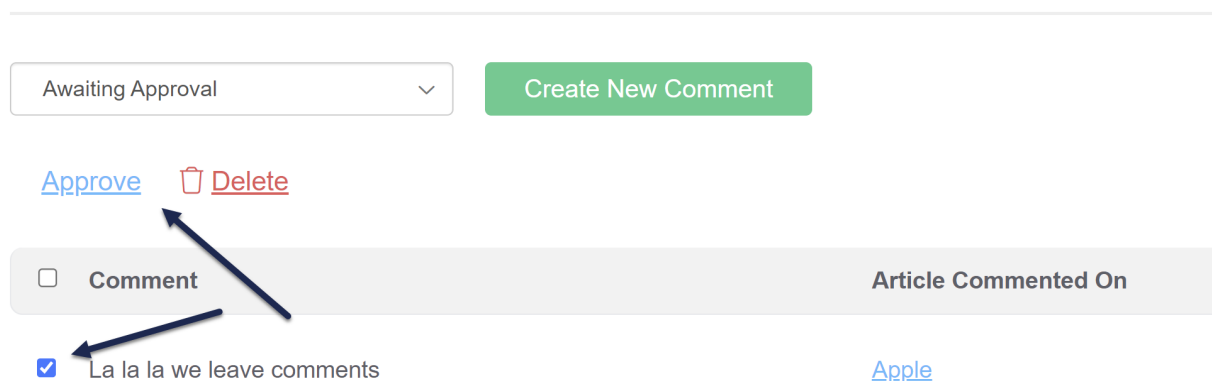 Awaiting Approval
Create New Comment
Approve
Delete
Comment
Article Commented On
La la la we leave comments
Apple